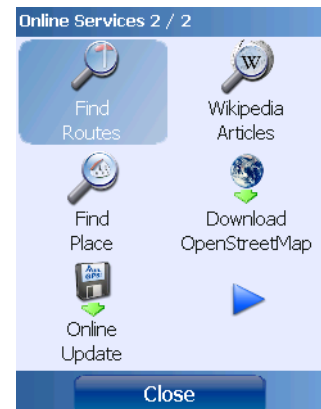 Online Services 2 / 2
W
Find
Routes
Wikipedia
Articles
Find
Place
Download
OpenStreetMap
Online
Update
Close